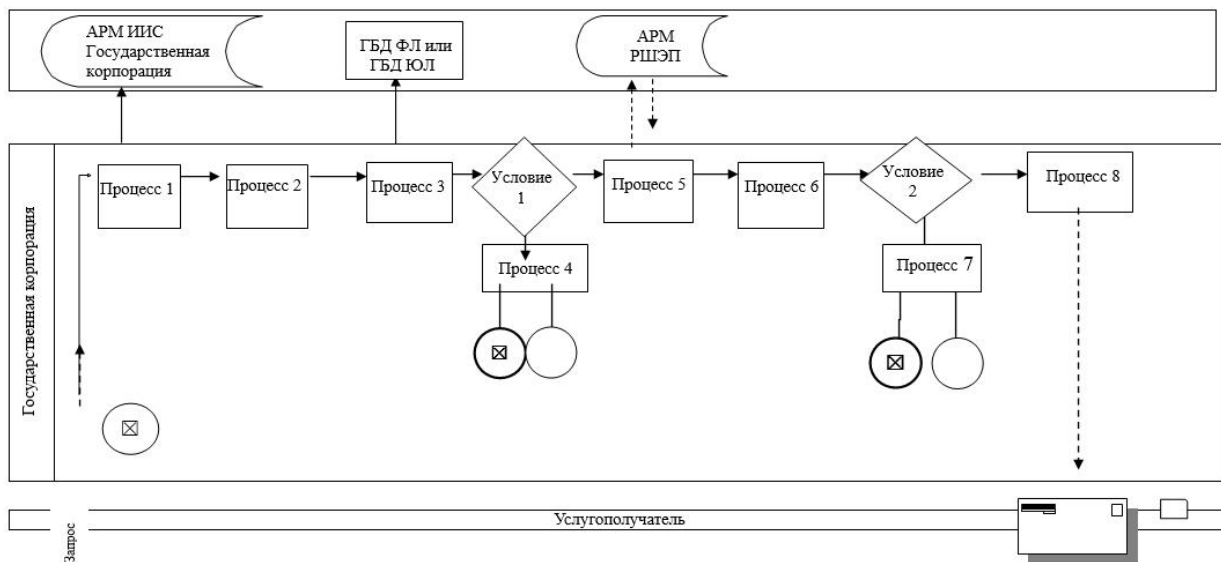 АРМ ИИС
Государственная
корпорация
ГБД ФЛ или
ГБД ЮЛ
АРМ
РШЭП
Государственная корпорация
Процесс 1
Процесс 2
Процесс 3
Условие
1
Процесс 5
Процесс 6
Условие
2
Процесс 8
Процесс 4
Процесс 7
Услугополучатель
Запрос